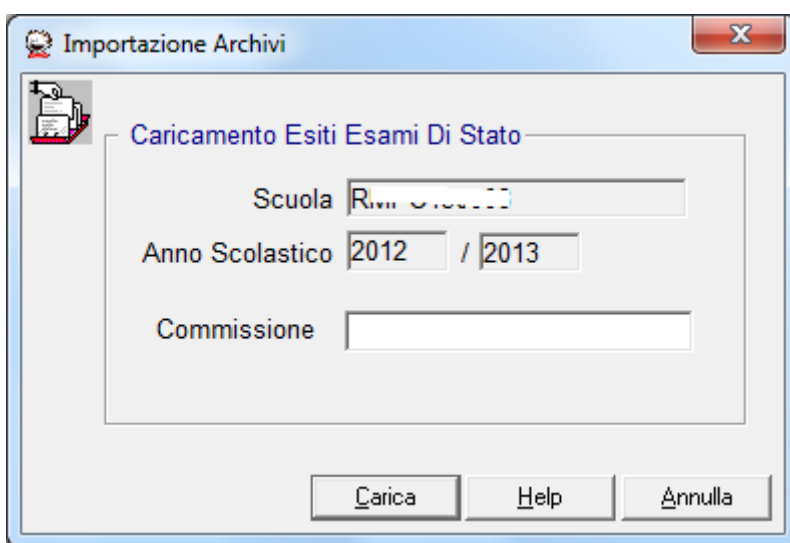 Importazione Archivi
Caricamento Esiti Esami Di Stato
Scuola
Anno Scolastico 2012 / 2013
Commissione
Carica Help Annulla